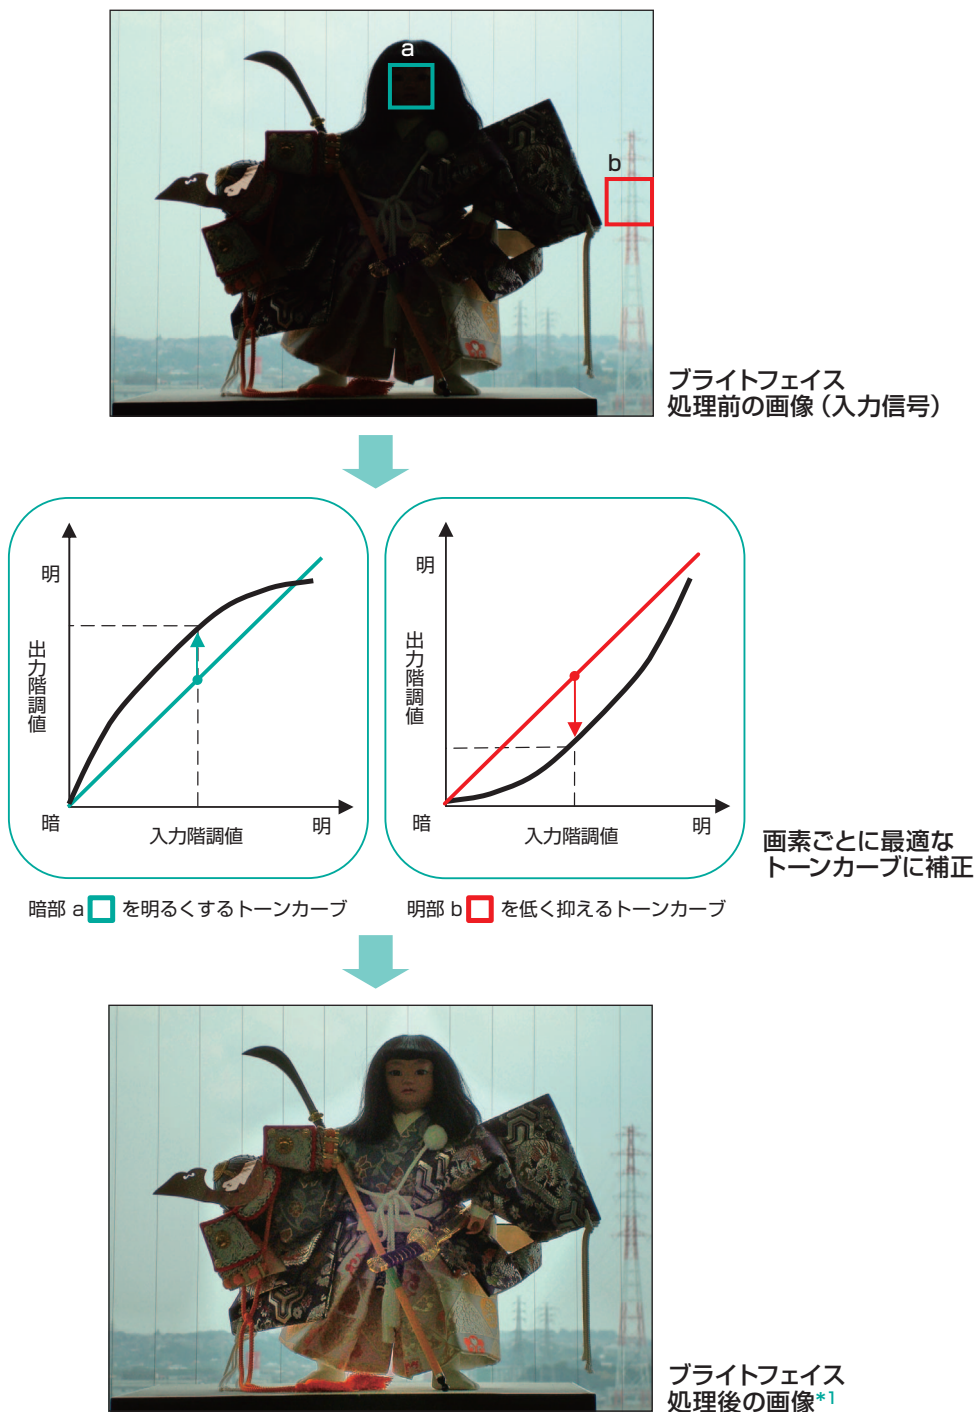 a
b
ブライトフェイス
処理前の画像（入力信号）
明
出力階調値
暗
入力階調値
明
明
出力階調値
暗
入力階調値
明
画素ごとに最適な
トーンカーブに補正
暗部 a を明るくするトーンカーブ
明部 b を低く抑えるトーンカーブ
ブライトフェイス
処理後の画像*1